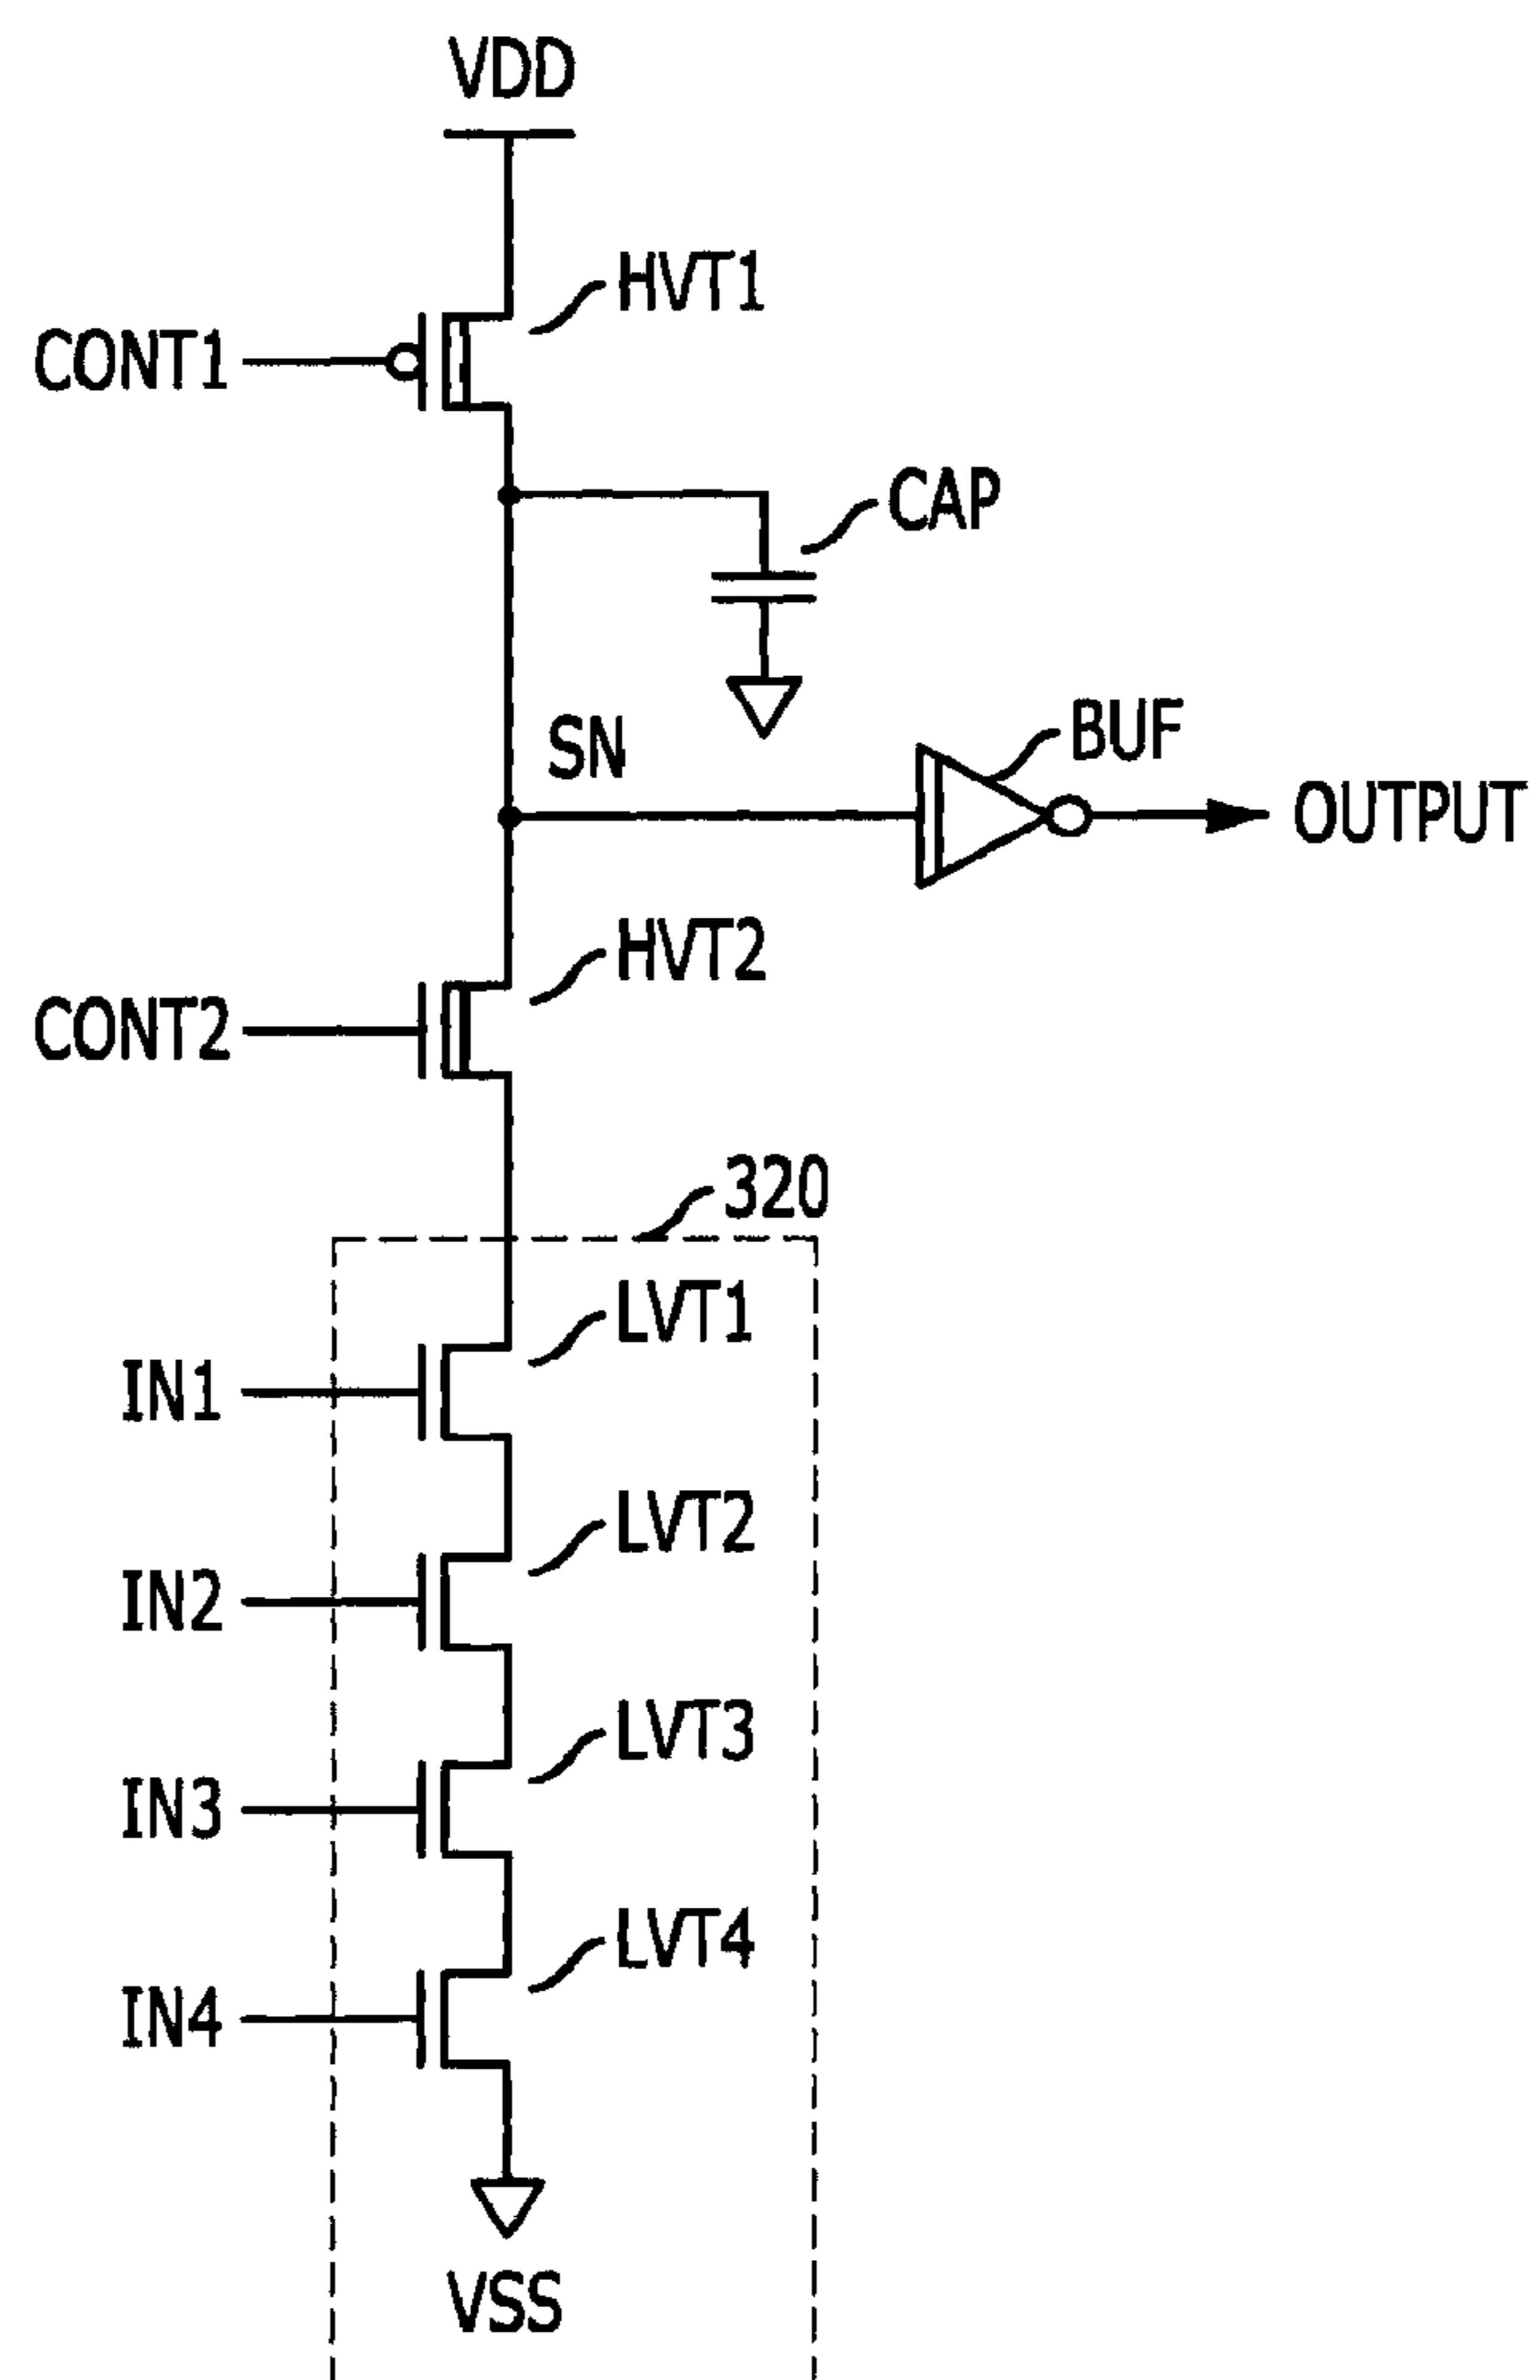 VDD
HVT1
CONT1
CAP
SN
BUF
OUTPUT
HVT2
CONT2
320
LVT1
IN1
LVT2
IN2
LVT3
IN3
LVT4
IN4
VSS